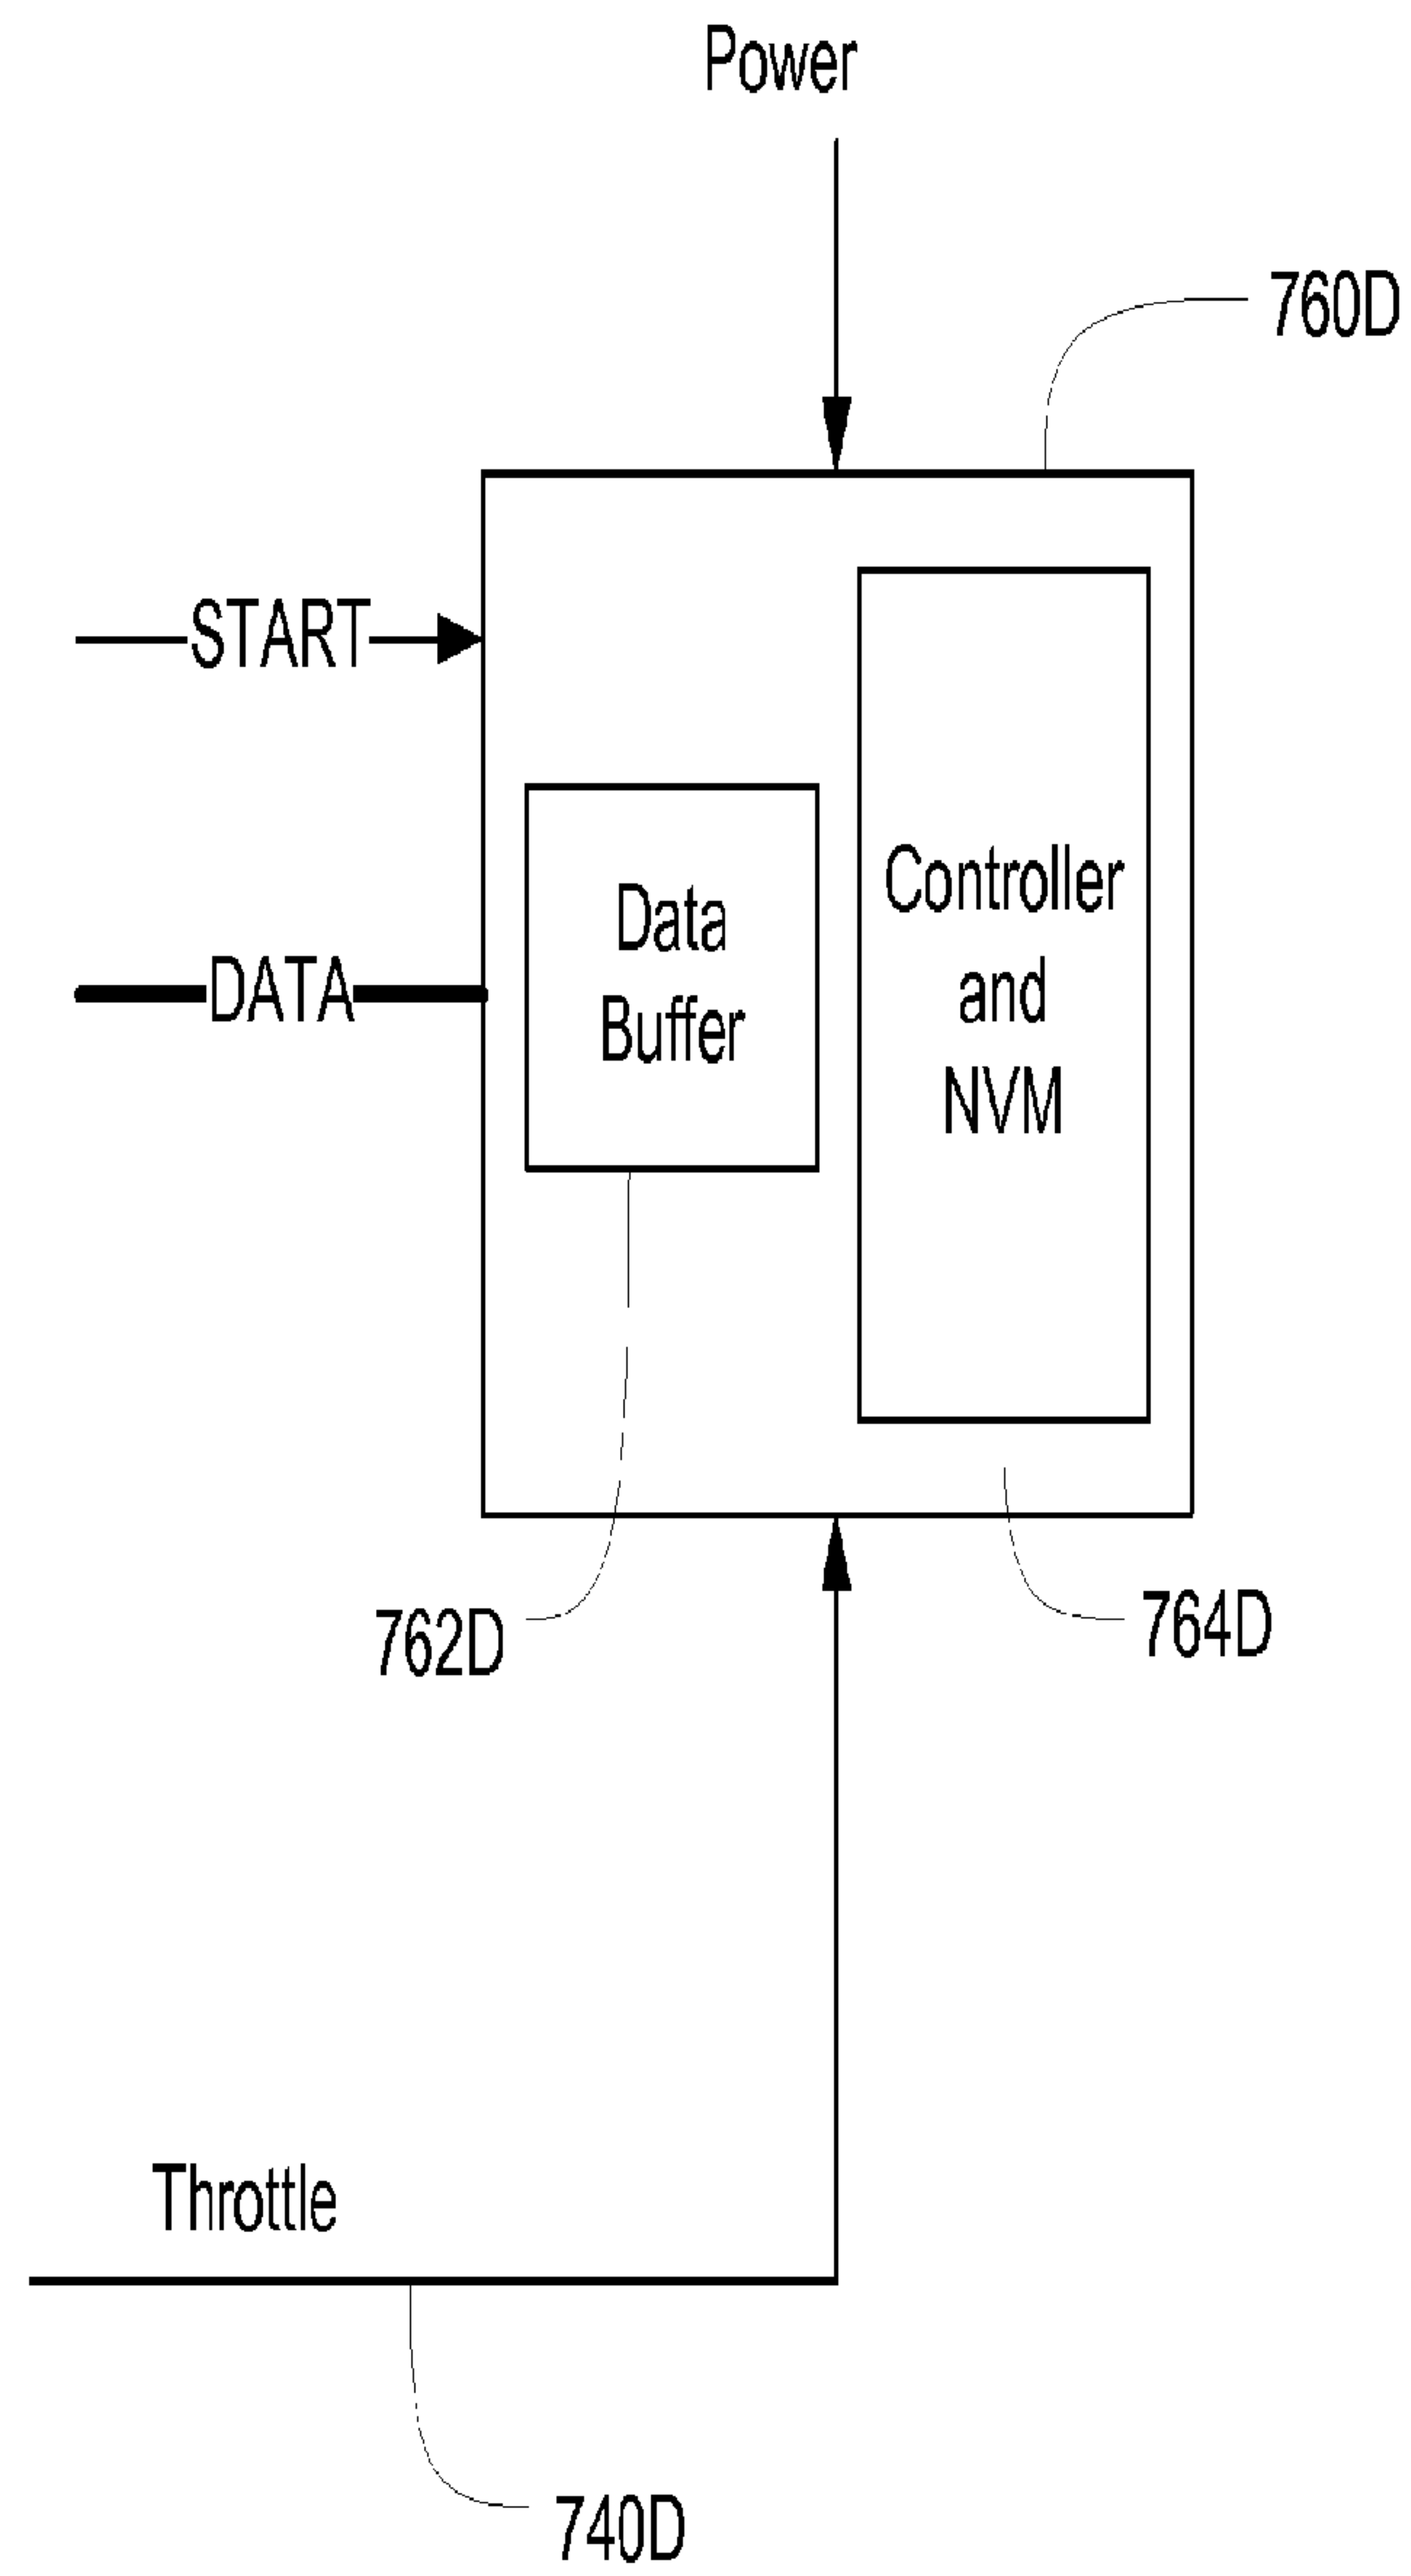 Power
760D
START
Controller
Data
and
DATA
Buffer
NVM
762D
764D
Throttle
740D